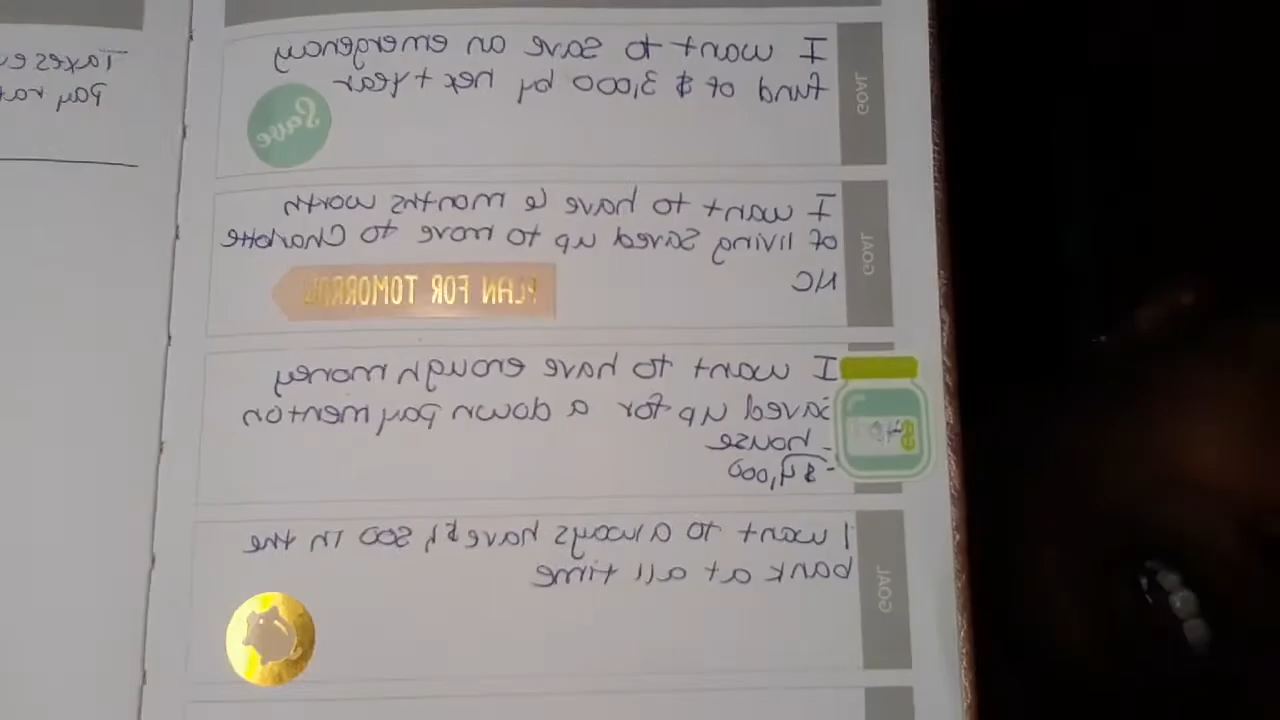 Taxes
Pay
GOAL
I want to save an emergency
fund of $3,000 by next year
Save
GOAL
I want to have 6 months worth
of living saved up to move to Charlotte
NC
PLAN FOR TOMORROW
I want to have enough money
saved up for a down payment on
- house
- $4,000
GOAL
I want to always have $1,500 in the
bank at all time